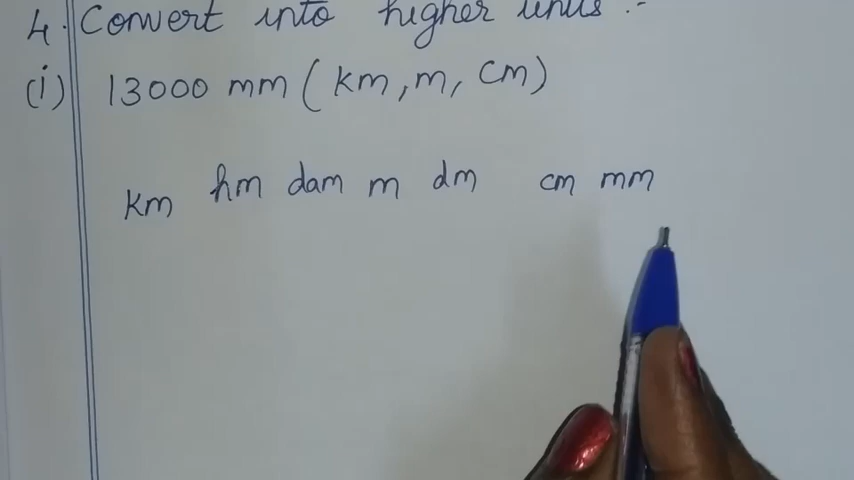 4. Convert into higher units :-
(i) 13000 mm (km, m, cm)
km hm dam m dm cm mm